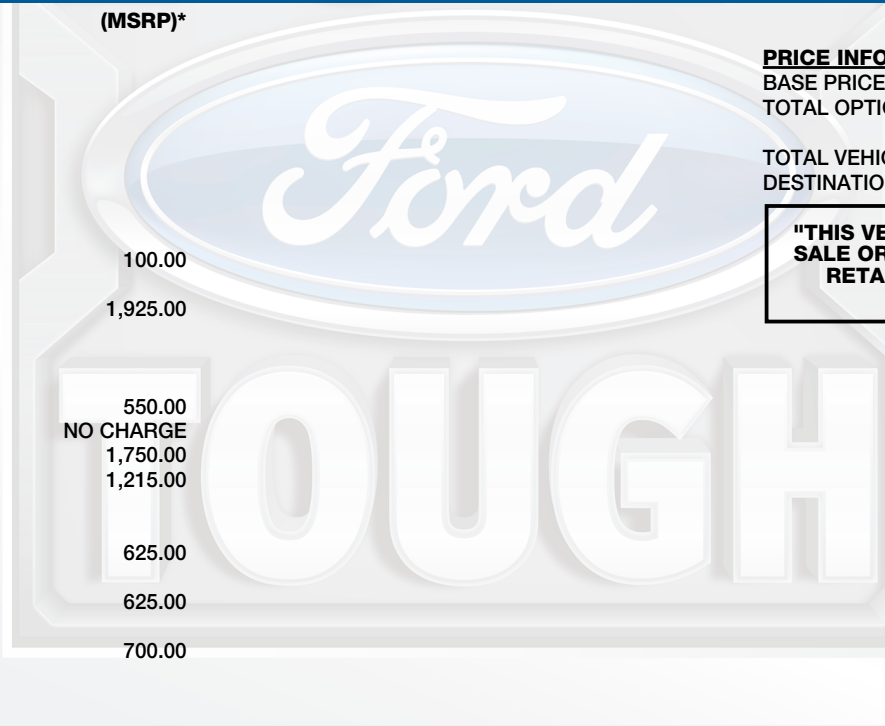 (MSRP)*
PRICE INFO
BASE PRICE
TOTAL OPTIO
TOTAL VEHIC
DESTINATIO
"THIS VE
SALE OR
RETA
100.00
1,925.00
550.00
NO CHARGE
1,750.00
1,215.00
625.00
625.00
700.00
Ford
TOUGH